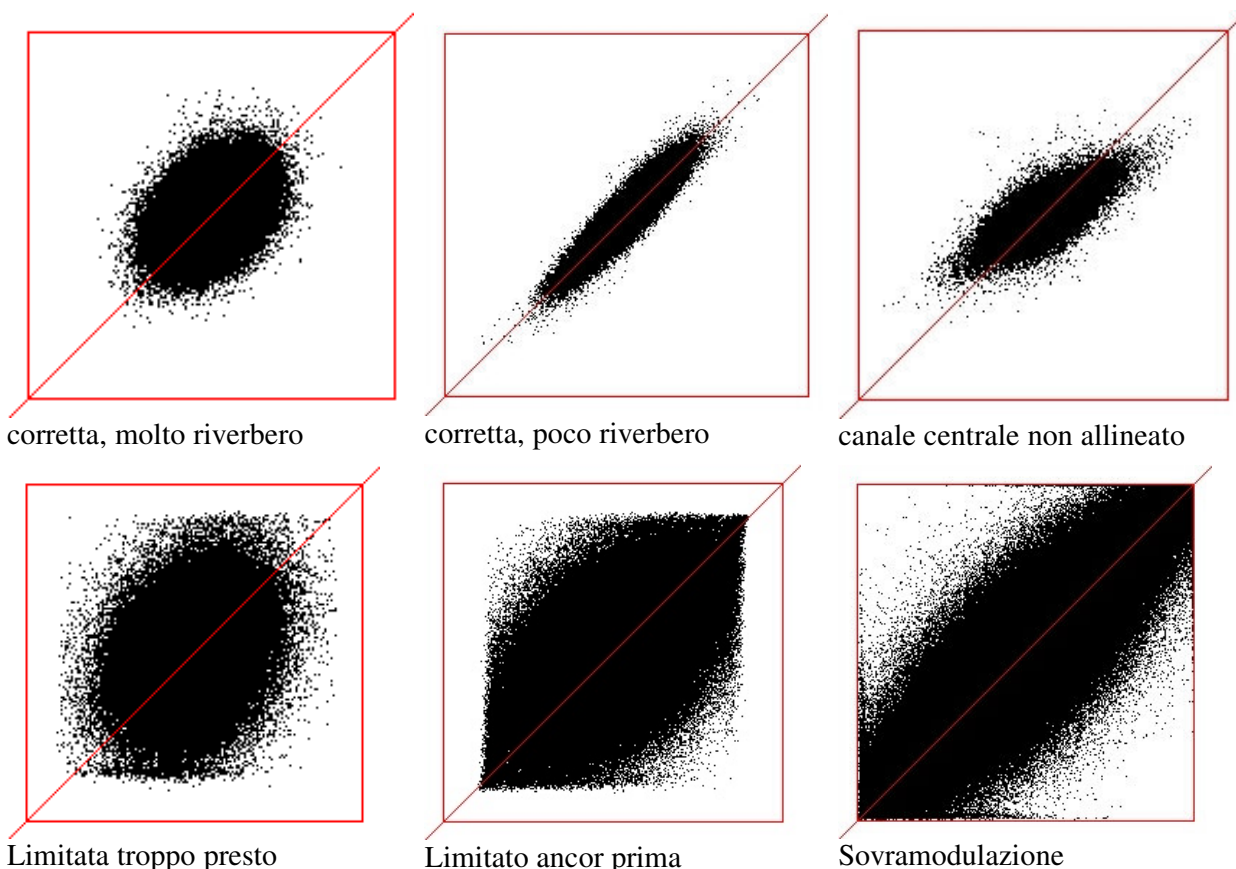 corretta, molto riverbero
corretta, poco riverbero
canale centrale non allineato
Limitata troppo presto
Limitato ancor prima
Sovramodulazione